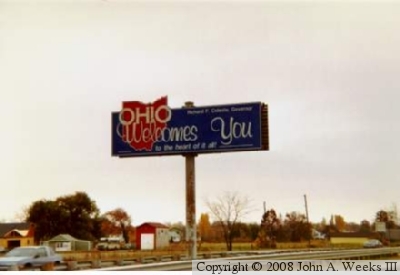 Richard F. Celeste, Governor
OHIO
Welcomes You
to the heart of it all!
Copyright © 2008 John A. Weeks III